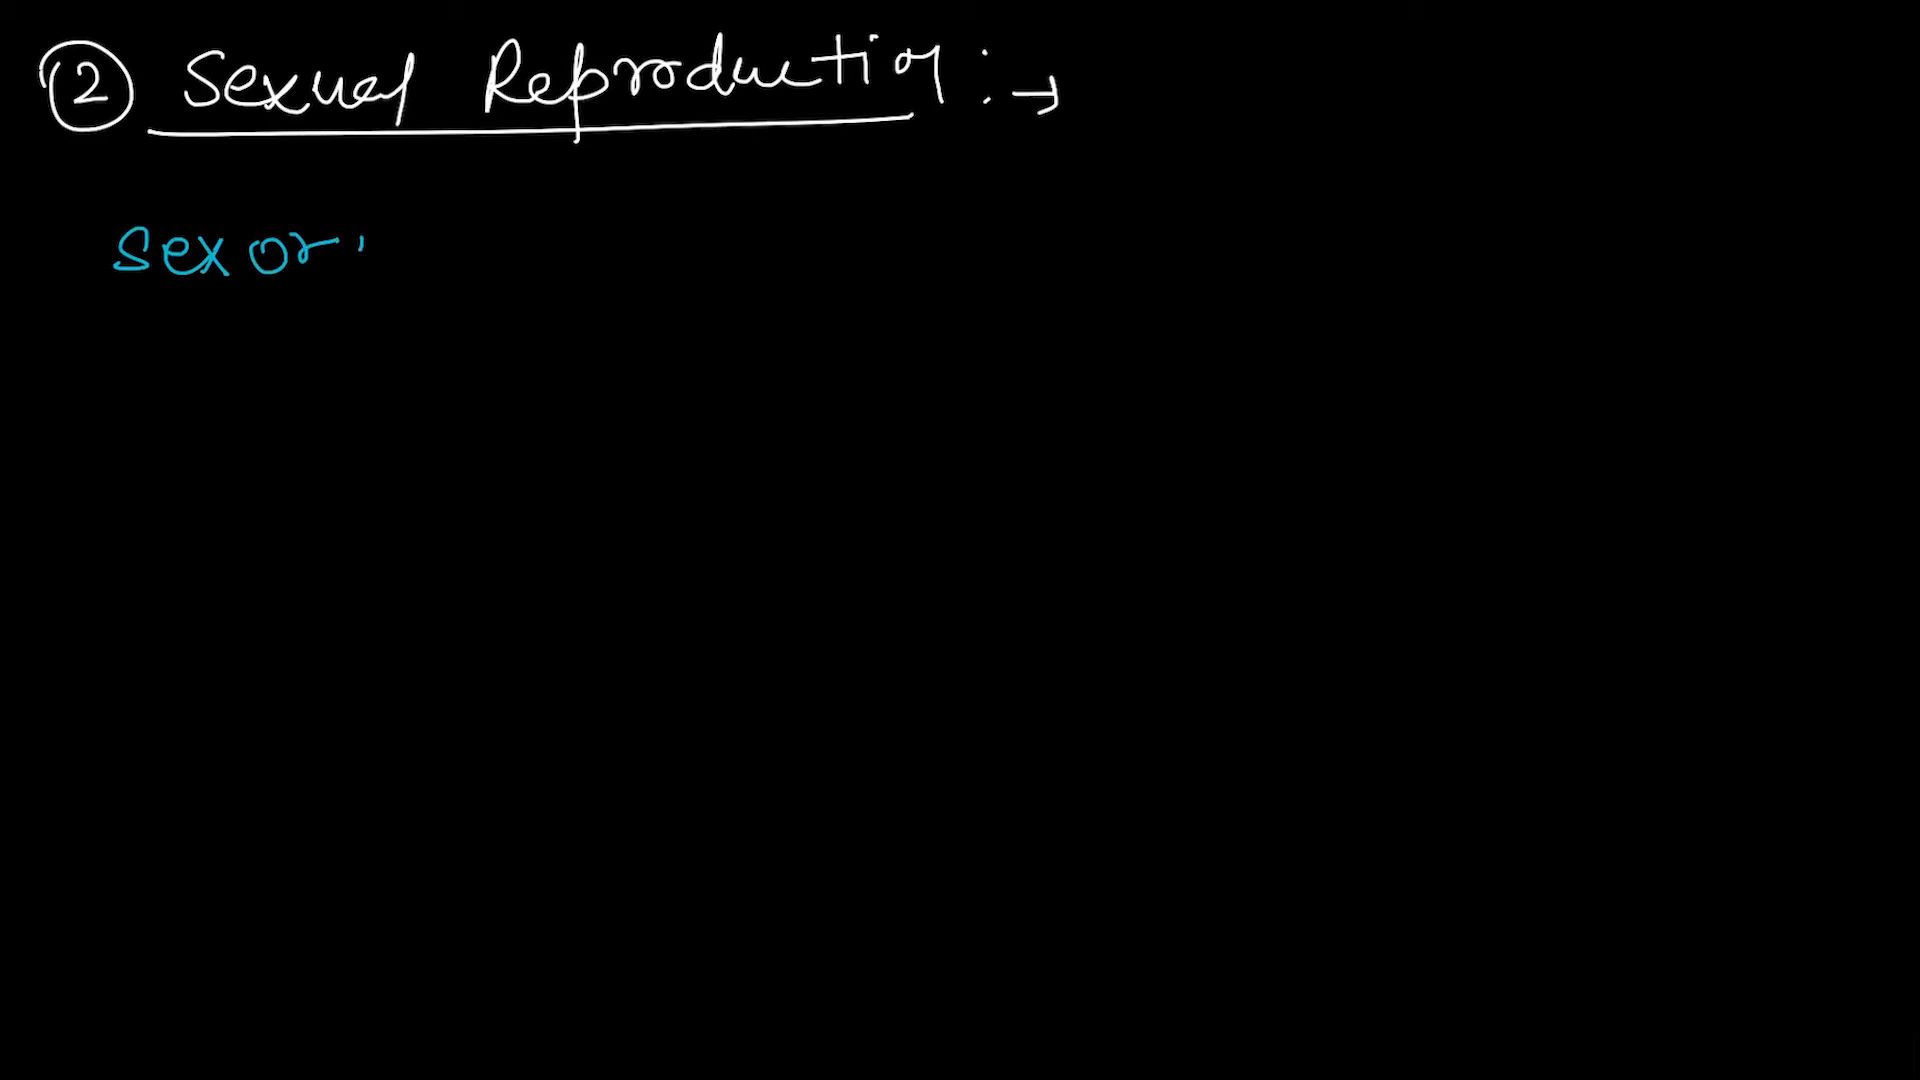 ② Sexual Reproduction :→
Sex or